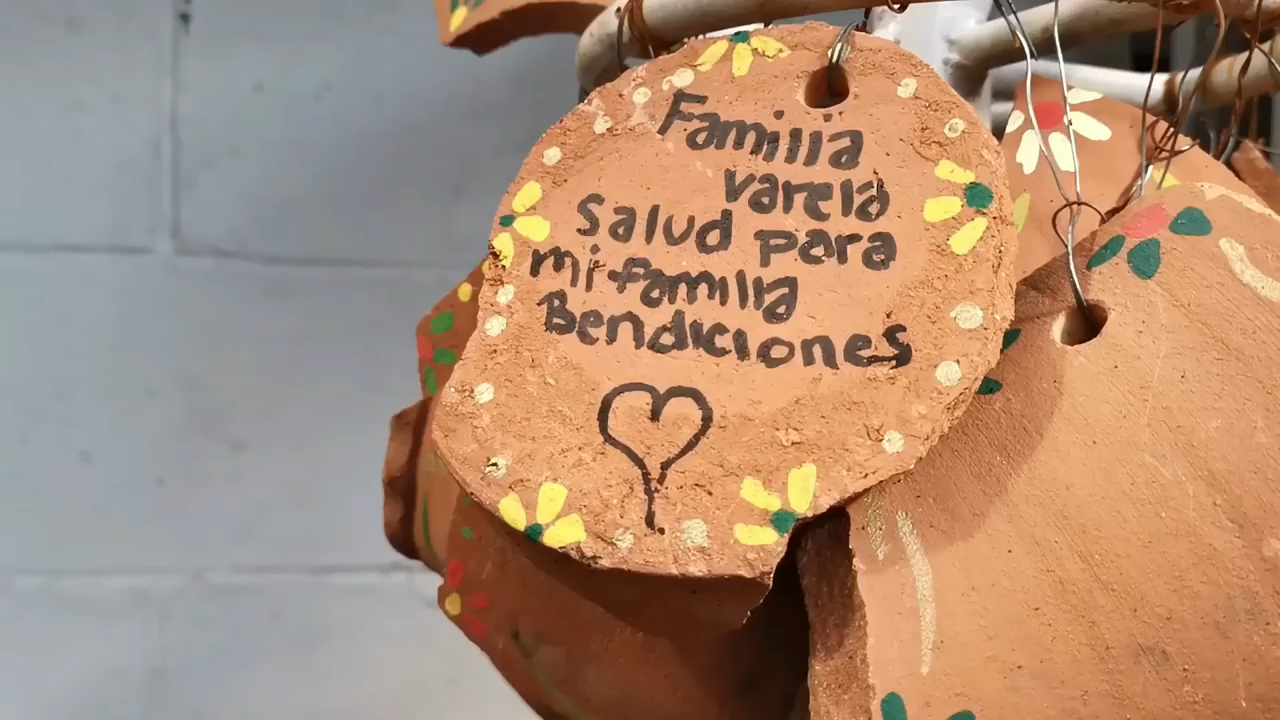 Familia
varela
Salud para
mi familia
Bendiciones